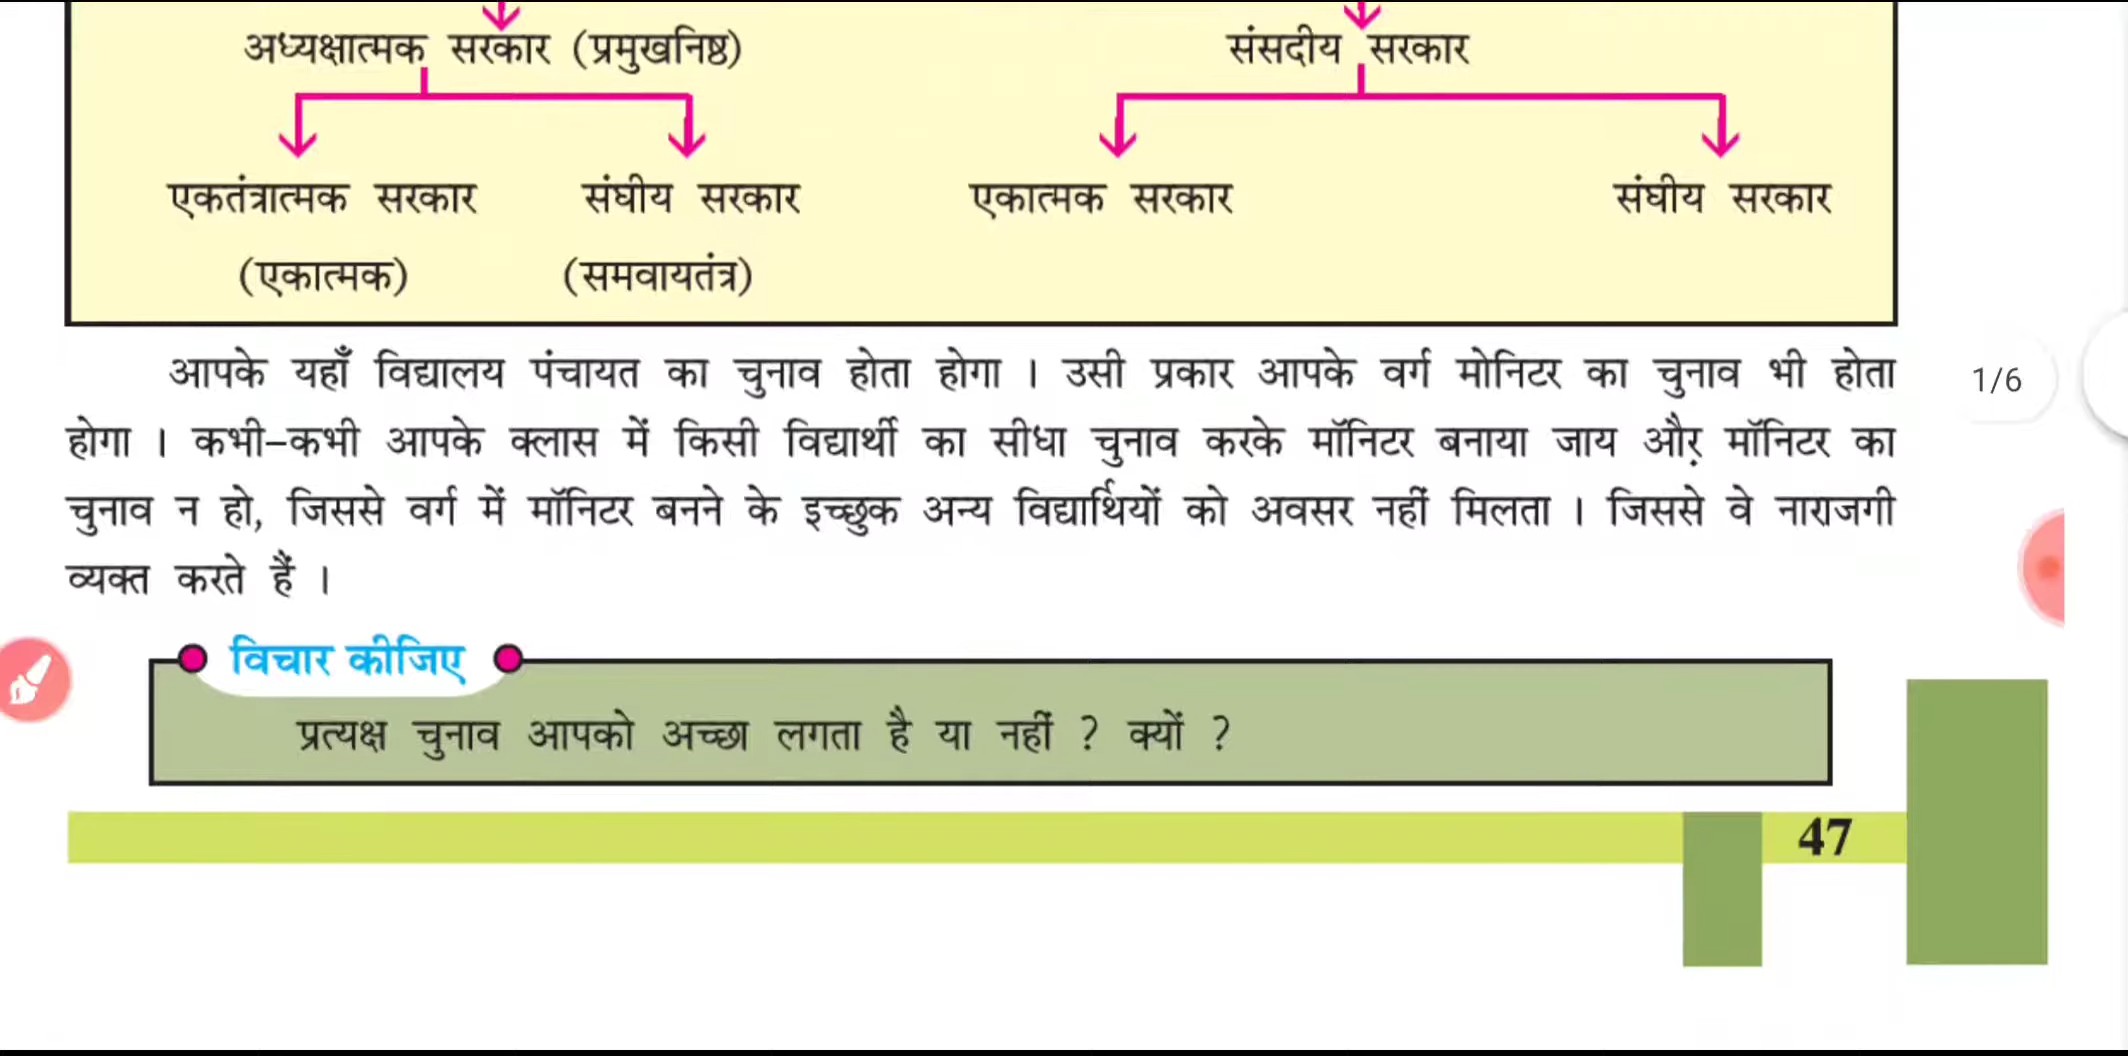 अध्यक्षात्मक सरकार (प्रमुखनिष्ठ) संसदीय सरकार
एकतंत्रात्मक सरकार संघीय सरकार एकात्मक सरकार संघीय सरकार
(एकात्मक) (समवायतंत्र)
आपके यहाँ विद्यालय पंचायत का चुनाव होता होगा । उसी प्रकार आपके वर्ग मोनिटर का चुनाव भी होता
1/6
होगा । कभी-कभी आपके क्लास में किसी विद्यार्थी का सीधा चुनाव करके मॉनिटर बनाया जाय और मॉनिटर का
चुनाव न हो, जिससे वर्ग में मॉनिटर बनने के इच्छुक अन्य विद्यार्थियों को अवसर नहीं मिलता । जिससे वे नाराजगी
व्यक्त करते हैं ।
विचार कीजिए
प्रत्यक्ष चुनाव आपको अच्छा लगता है या नहीं ? क्यों ?
47